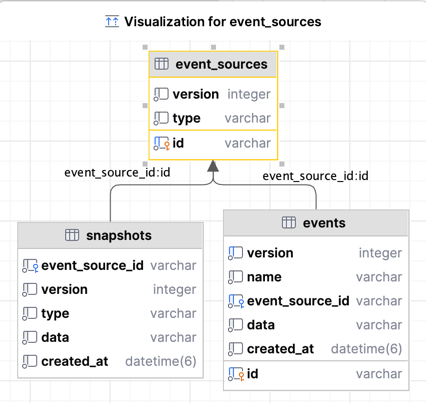 Visualization for event_sources
event_sources
version integer
type varchar
id varchar
event_source_id:id
event_source_id:id
snapshots
event_source_id varchar
version integer
type varchar
data varchar
created_at datetime(6)
events
version integer
name varchar
event_source_id varchar
data varchar
created_at datetime(6)
id varchar